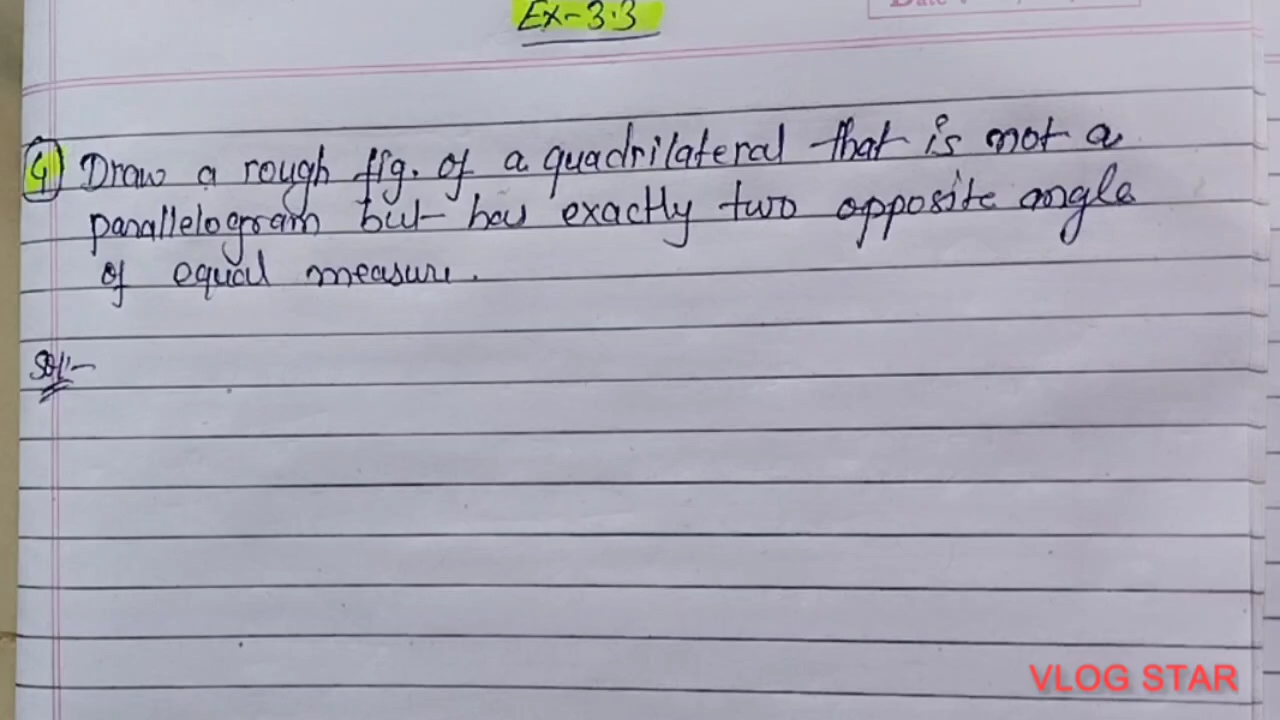 Ex-3.3
4 Draw a rough fig. of a quadrilateral that is not a
parallelogram but has exactly two opposite angle
of equal measure.
Sol:-
VLOG STAR